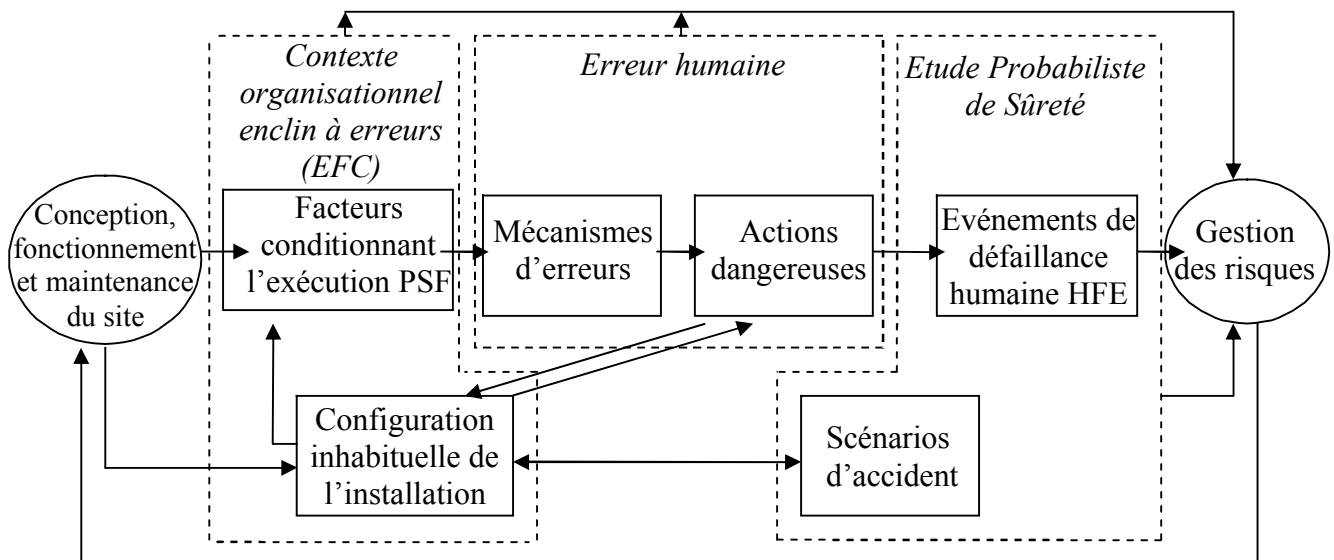 Contexte
organisationnel
enclin à erreurs
(EFC)
Erreur humaine
Etude Probabiliste
de Sûreté
Conception,
fonctionnement
et maintenance
du site
Facteurs
conditionnant
l’exécution PSF
Mécanismes
d’erreurs
Actions
dangereuses
Evénements de
défaillance
humaine HFE
Gestion
des risques
Configuration
inhabituelle de
l’installation
Scénarios
d’accident